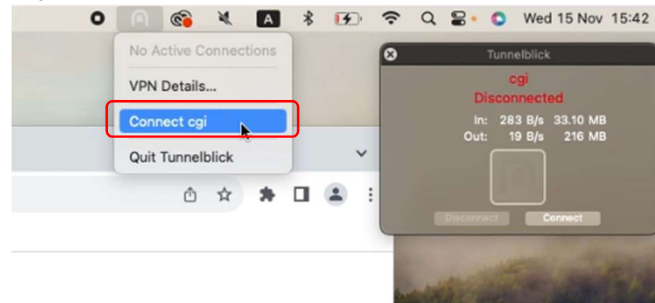 A
Wed 15 Nov 15:42
No Active Connections
VPN Details...
Connect cgi
Quit Tunnelblick
Tunnelblick
cgi
Disconnected
In: 283 B/s 33.10 MB
Out: 19 B/s 216 MB
Disconnect Connect